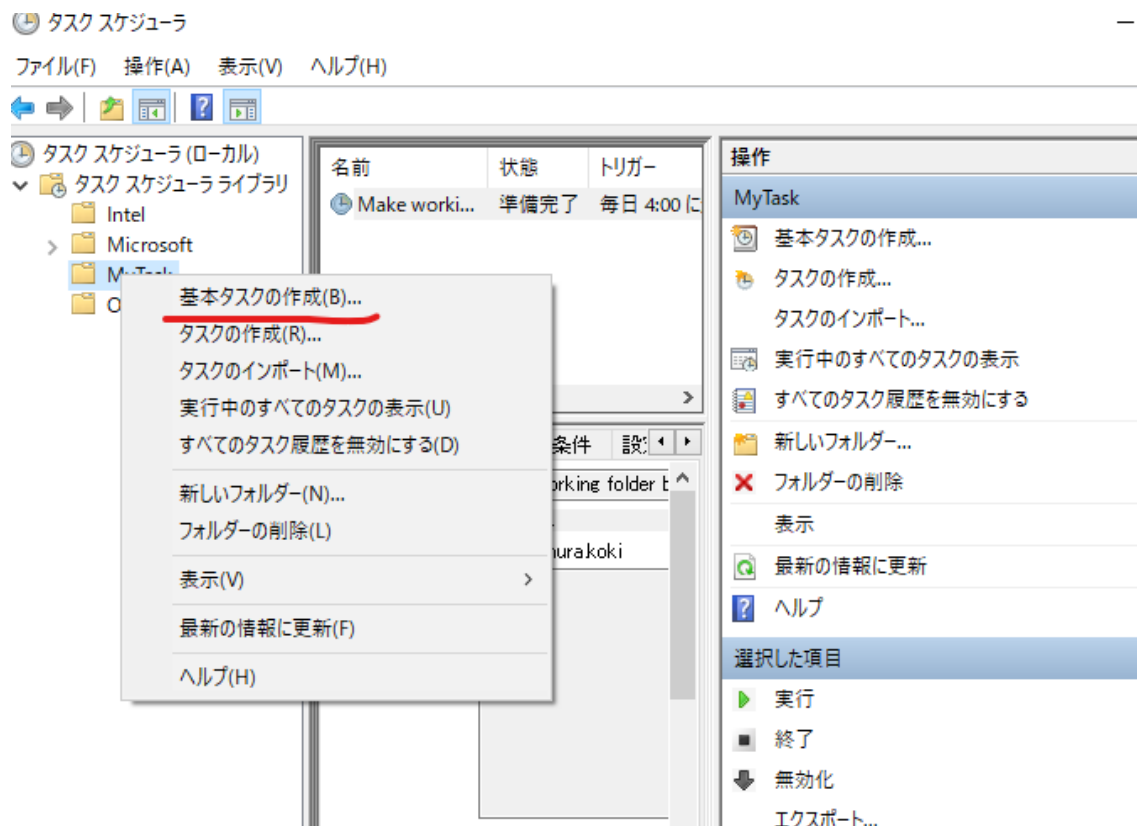 タスク スケジューラ
ファイル(F) 操作(A) 表示(V) ヘルプ(H)
タスク スケジューラ (ローカル)
タスク スケジューラ ライブラリ
Intel
Microsoft
MyTask
名前 状態 トリガー
Make worki... 準備完了 毎日 4:00 に
基本タスクの作成(B)...
タスクの作成(R)...
タスクのインポート(M)...
実行中のすべてのタスクの表示(U)
すべてのタスク履歴を無効にする(D)
新しいフォルダー(N)...
フォルダーの削除(L)
表示(V)
最新の情報に更新(F)
ヘルプ(H)
条件
folder
操作
MyTask
基本タスクの作成...
タスクの作成...
タスクのインポート...
実行中のすべてのタスクの表示
すべてのタスク履歴を無効にする
新しいフォルダー...
フォルダーの削除
表示
最新の情報に更新
ヘルプ
選択した項目
実行
終了
無効化
エクスポート...